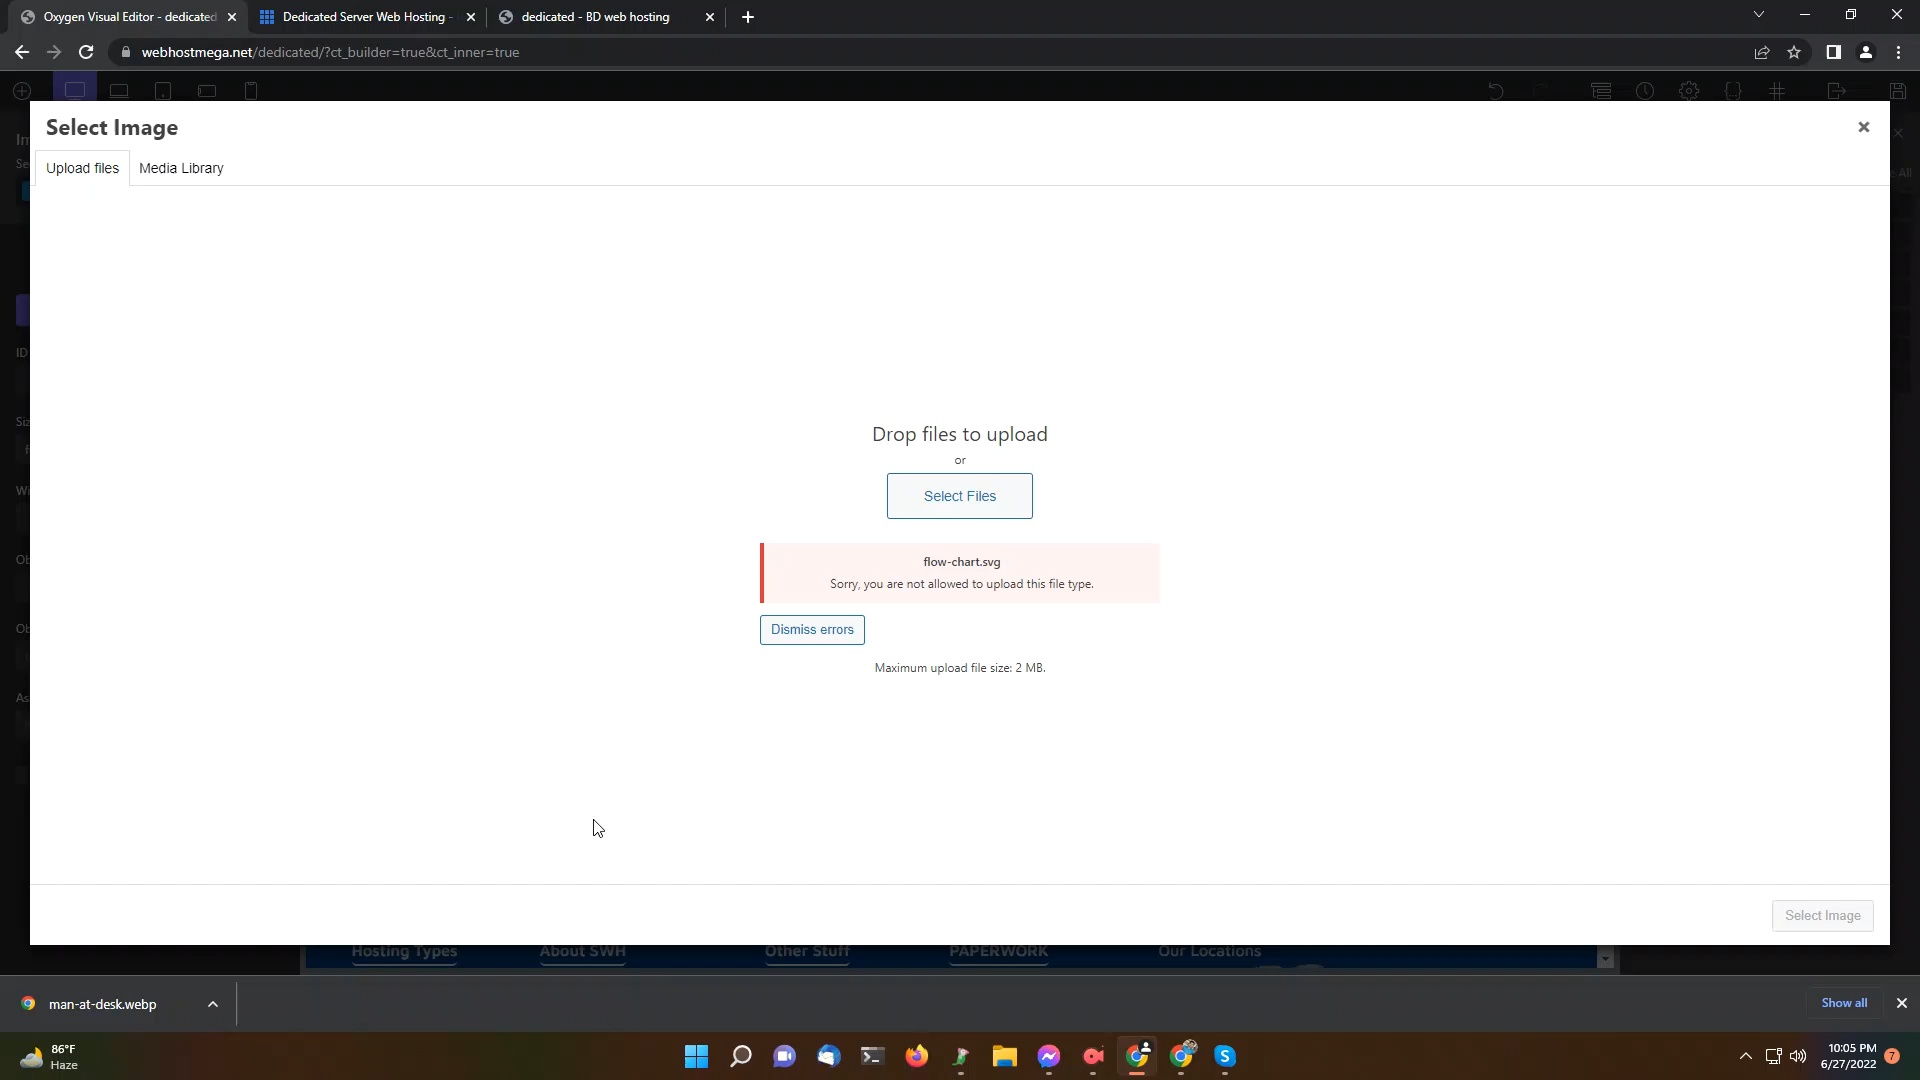 Oxygen Visual Editor - dedicated
Dedicated Server Web Hosting -
dedicated - BD web hosting
webhostmega.net/dedicated/?ct_builder=true&ct_inner=true
Select Image
Upload files
Media Library
All
ID
Drop files to upload
or
Select Files
flow-chart.svg
Sorry, you are not allowed to upload this file type.
Dismiss errors
Maximum upload file size: 2 MB.
Select Image
Hosting Types
About SWH
Other Stuff
PAPERWORK
Our Locations
man-at-desk.webp
Show all
86°F
Haze
10:05 PM
6/27/2022
7